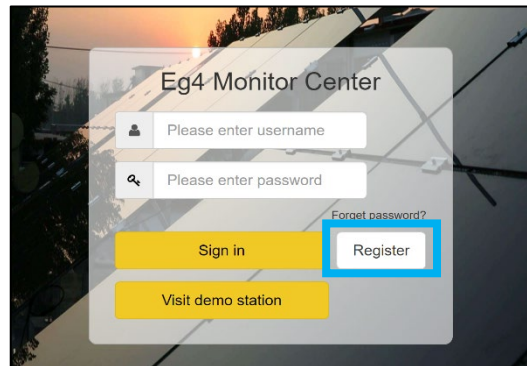 Eg4 Monitor Center
Please enter username
Please enter password
Forget password?
Sign in
Register
Visit demo station